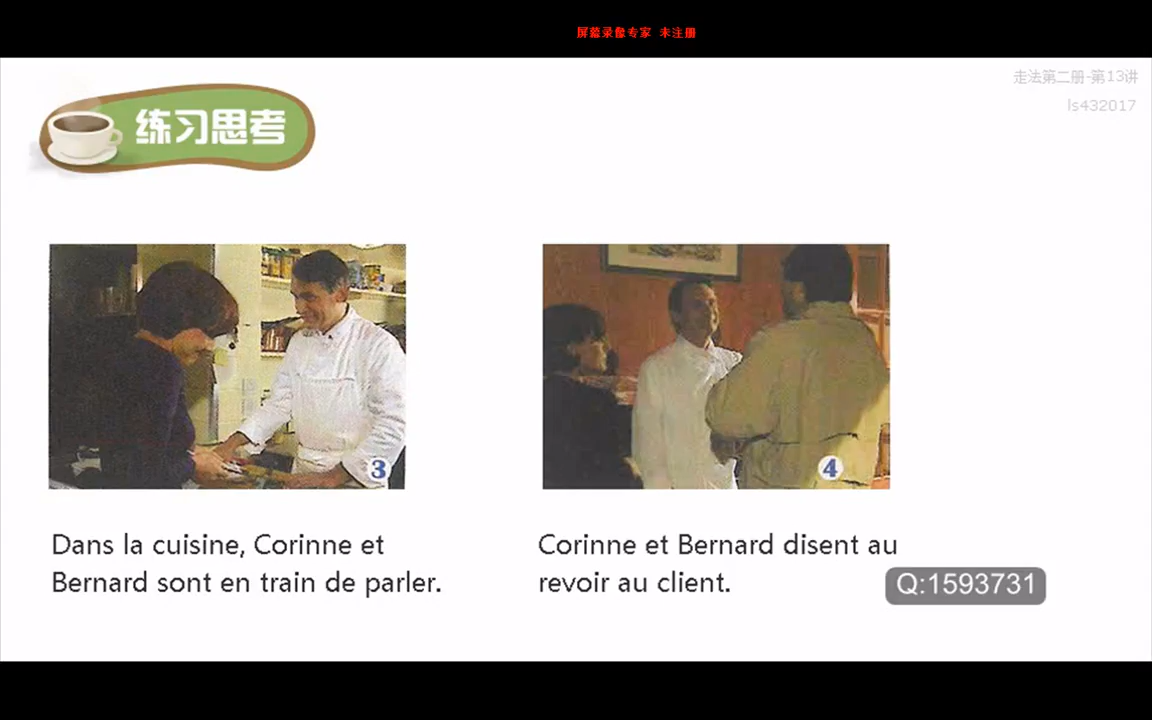 屏幕录像专家 未注册
走法第二册-第13讲
ls432017
练习思考
3
4
Dans la cuisine, Corinne et
Bernard sont en train de parler.
Corinne et Bernard disent au
revoir au client.
Q:1593731